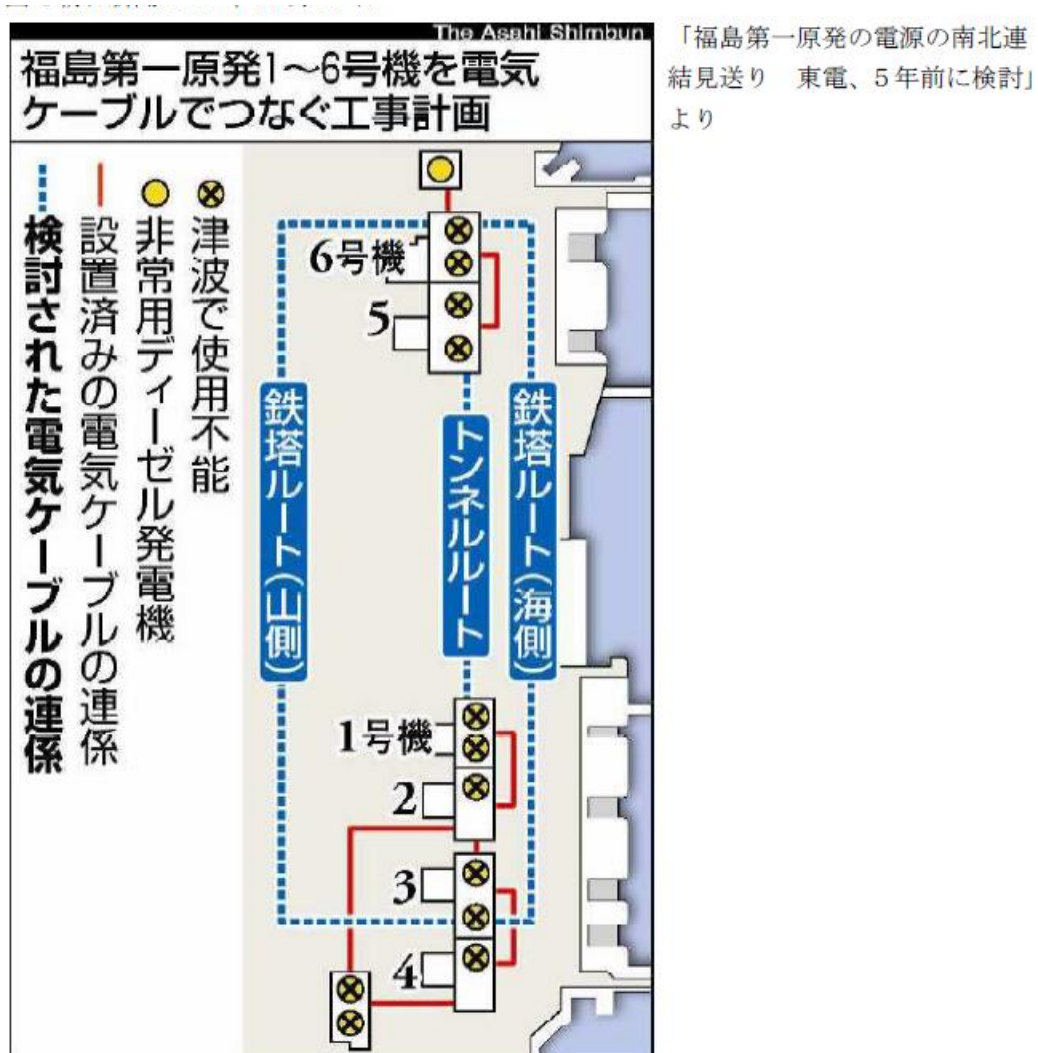 The Asahi Shimbun
福島第一原発1〜6号機を電気
ケーブルでつなぐ工事計画
「福島第一原発の電源の南北連
結見送り　東電、5年前に検討」
より
津波で使用不能
非常用ディーゼル発電機
設置済みの電気ケーブルの連係
検討された電気ケーブルの連係
6号機
5
鉄塔ルート(海側)
トンネルルート
鉄塔ルート(山側)
1号機
2
3
4